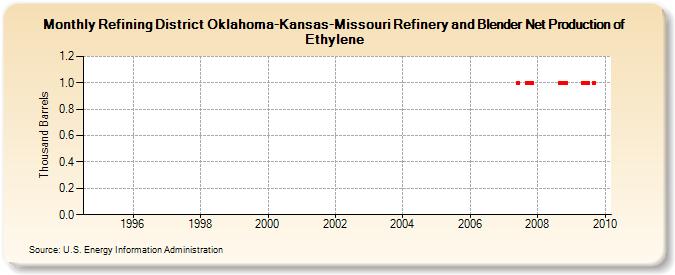 Monthly Refining District Oklahoma-Kansas-Missouri Refinery and Blender Net Production of
Ethylene
Thousand Barrels
1.2
1.0
0.8
0.6
0.4
0.2
0.0
1996 1998 2000 2002 2004 2006 2008 2010
Source: U.S. Energy Information Administration